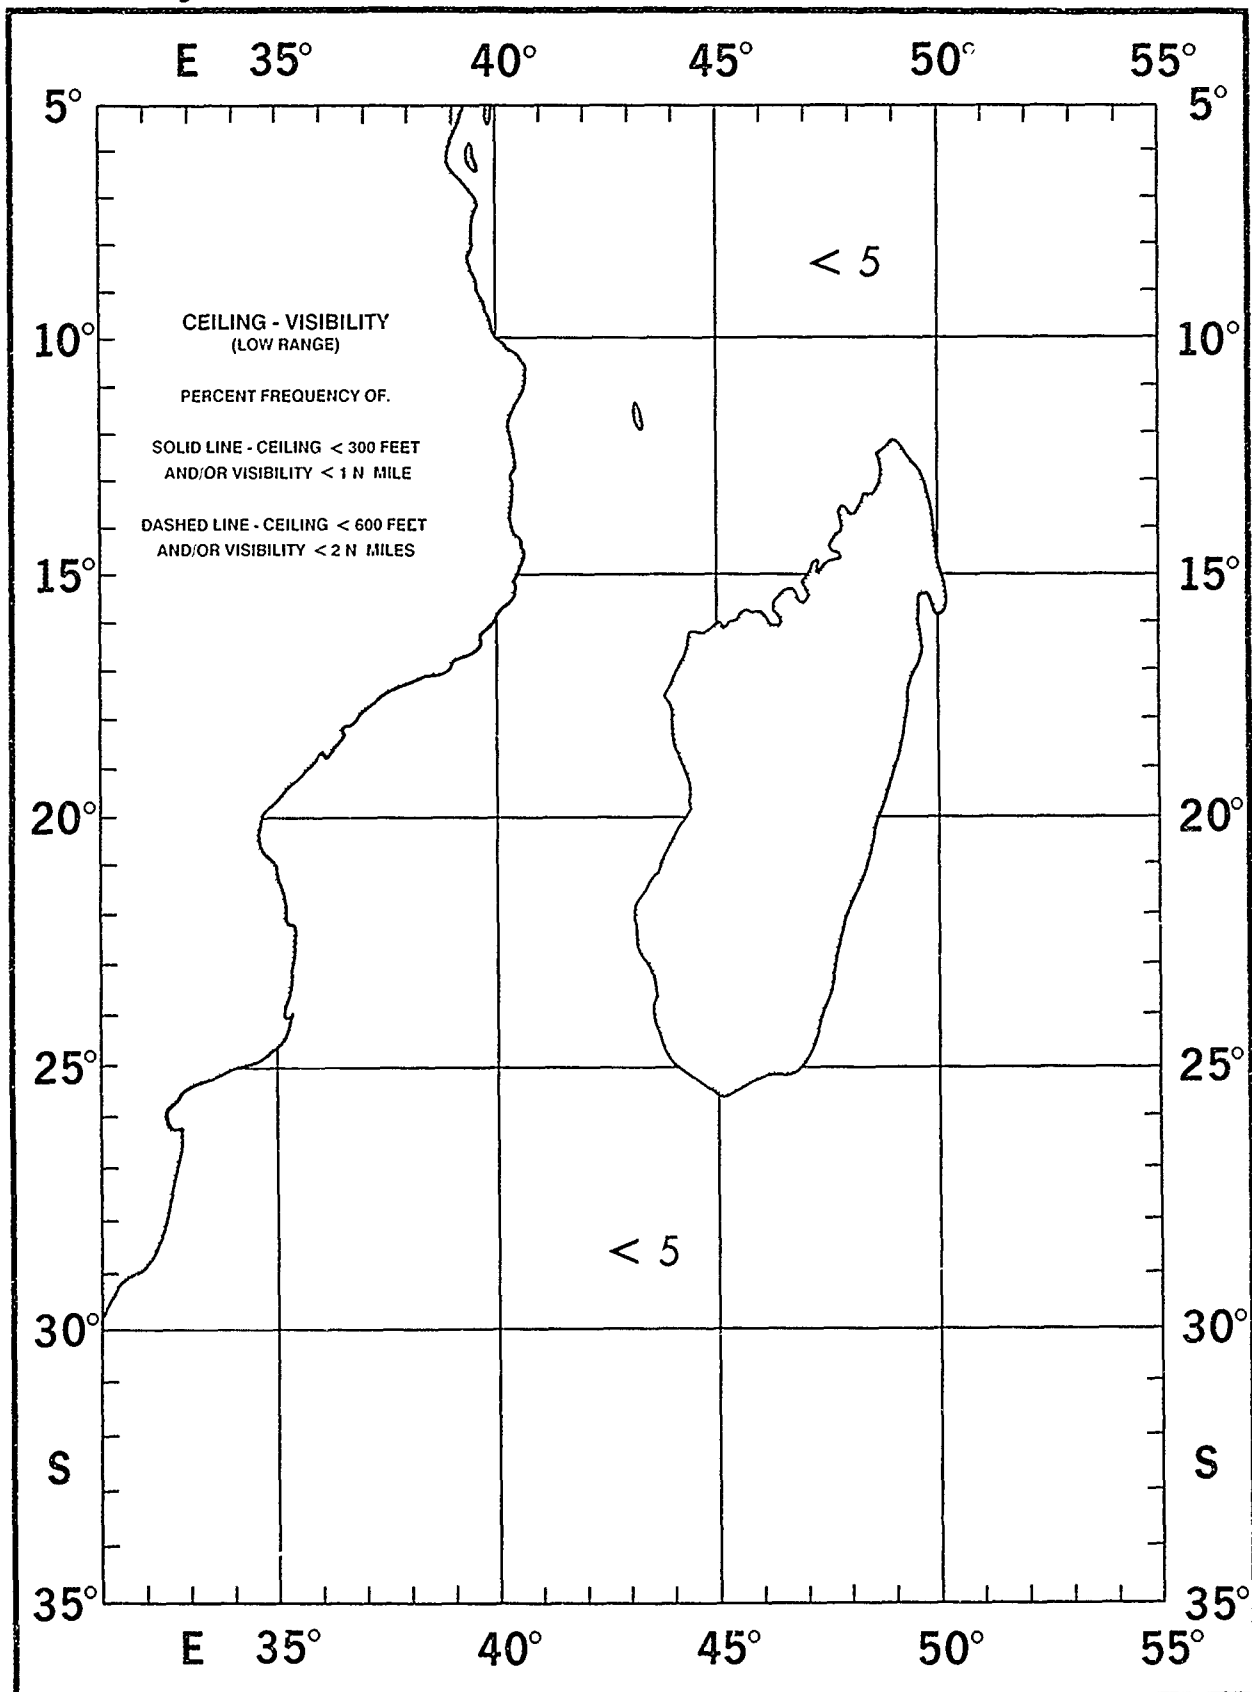 E 35° 40° 45° 50° 55°
5° 5°
< 5
CEILING - VISIBILITY
10° 10°
(LOW RANGE)
PERCENT FREQUENCY OF.
SOLID LINE - CEILING < 300 FEET
AND/OR VISIBILITY < 1 N MILE
DASHED LINE - CEILING < 600 FEET
AND/OR VISIBILITY < 2 N MILES
15° 15°
20° 20°
25° 25°
< 5
30° 30°
S S
35° 35°
E 35° 40° 45° 50° 55°